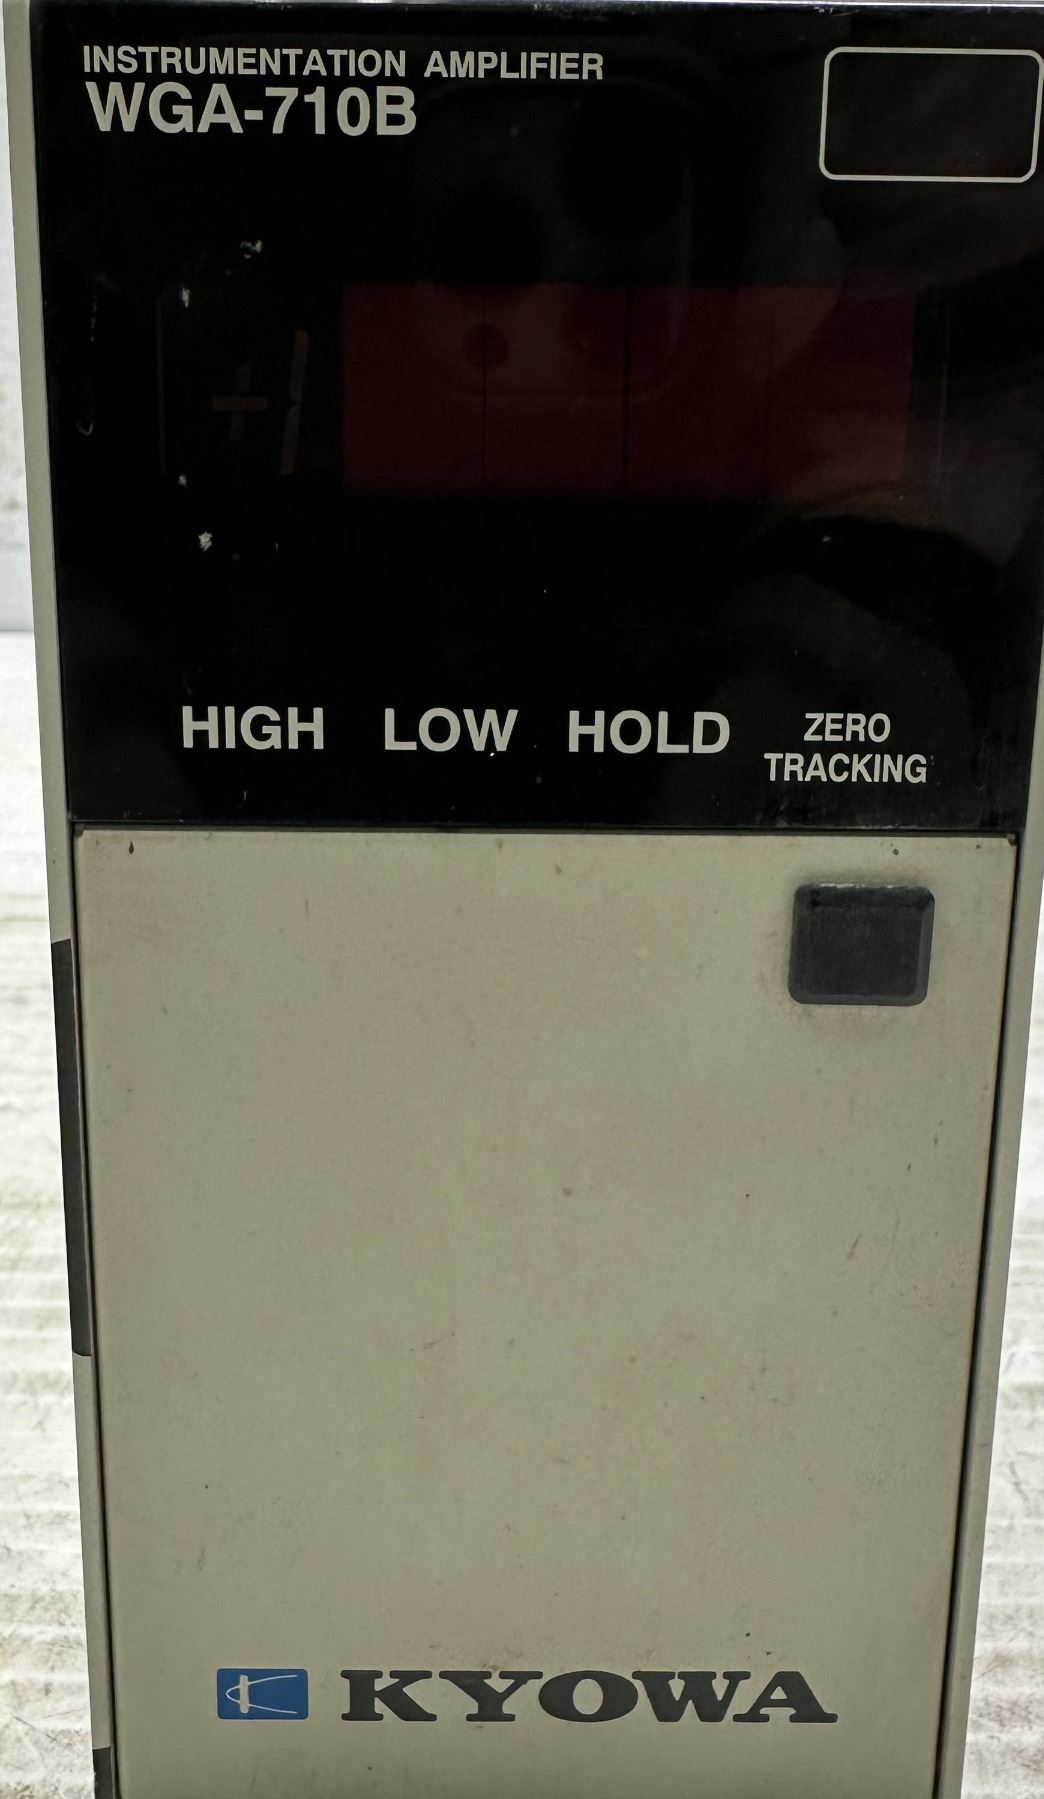 INSTRUMENTATION AMPLIFIER
WGA-710B
HIGH LOW HOLD ZERO TRACKING
KYOWA